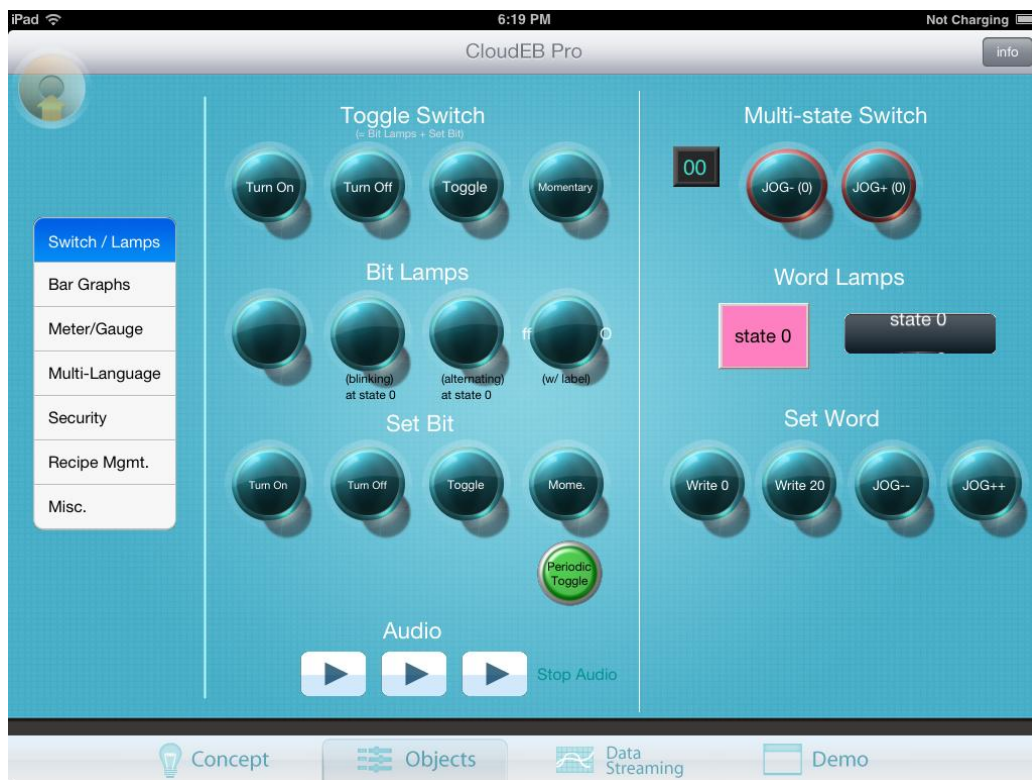 iPad
6:19 PM
Not Charging
CloudEB Pro
info
Switch / Lamps
Bar Graphs
Meter/Gauge
Multi-Language
Security
Recipe Mgmt.
Misc.
Toggle Switch
(= Bit Lamps + Set Bit)
Turn On
Turn Off
Toggle
Momentary
Bit Lamps
ff
O
(blinking)
at state 0
(alternating)
at state 0
(w/ label)
Set Bit
Turn On
Turn Off
Toggle
Mome.
Periodic
Toggle
Audio
Stop Audio
Multi-state Switch
00
JOG- (0)
JOG+ (0)
Word Lamps
state 0
state 0
Set Word
Write 0
Write 20
JOG--
JOG++
Concept
Objects
Data
Streaming
Demo